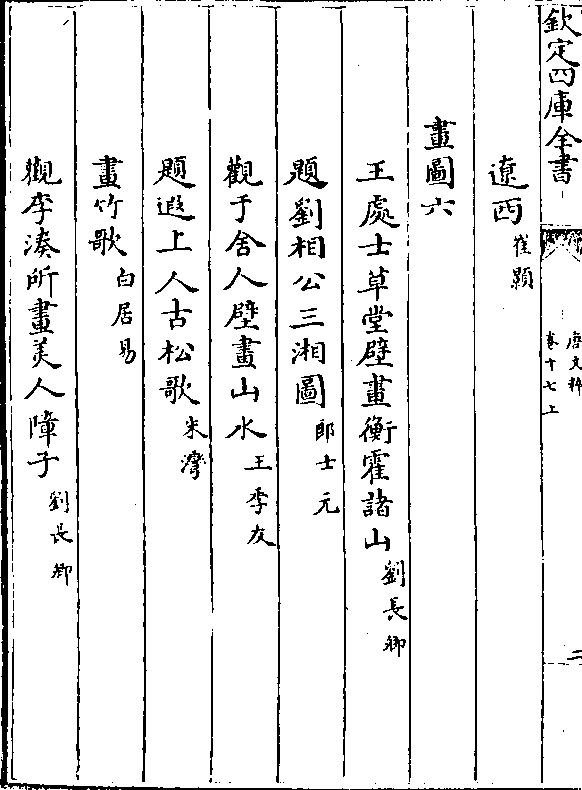 欽定四庫全書
唐文粹
卷十七上
二
遼西 崔顥
畫圖六
王處士草堂壁畫衡霍諸山 劉長卿
題劉相公三湘圖 郎士元
觀于舍人壁畫山水 王季友
題遐上人古松歌 朱灣
畫竹歌 白居易
觀李湊所畫美人障子 劉長卿